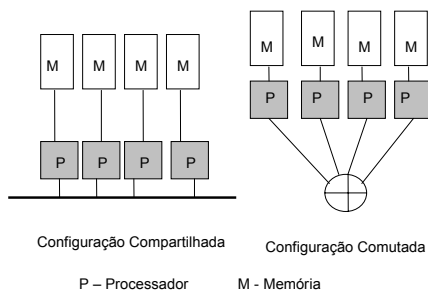 M M M M
P P P P
M M M M
P P P P
Configuração Compartilhada
Configuração Comutada
P – Processador M - Memória